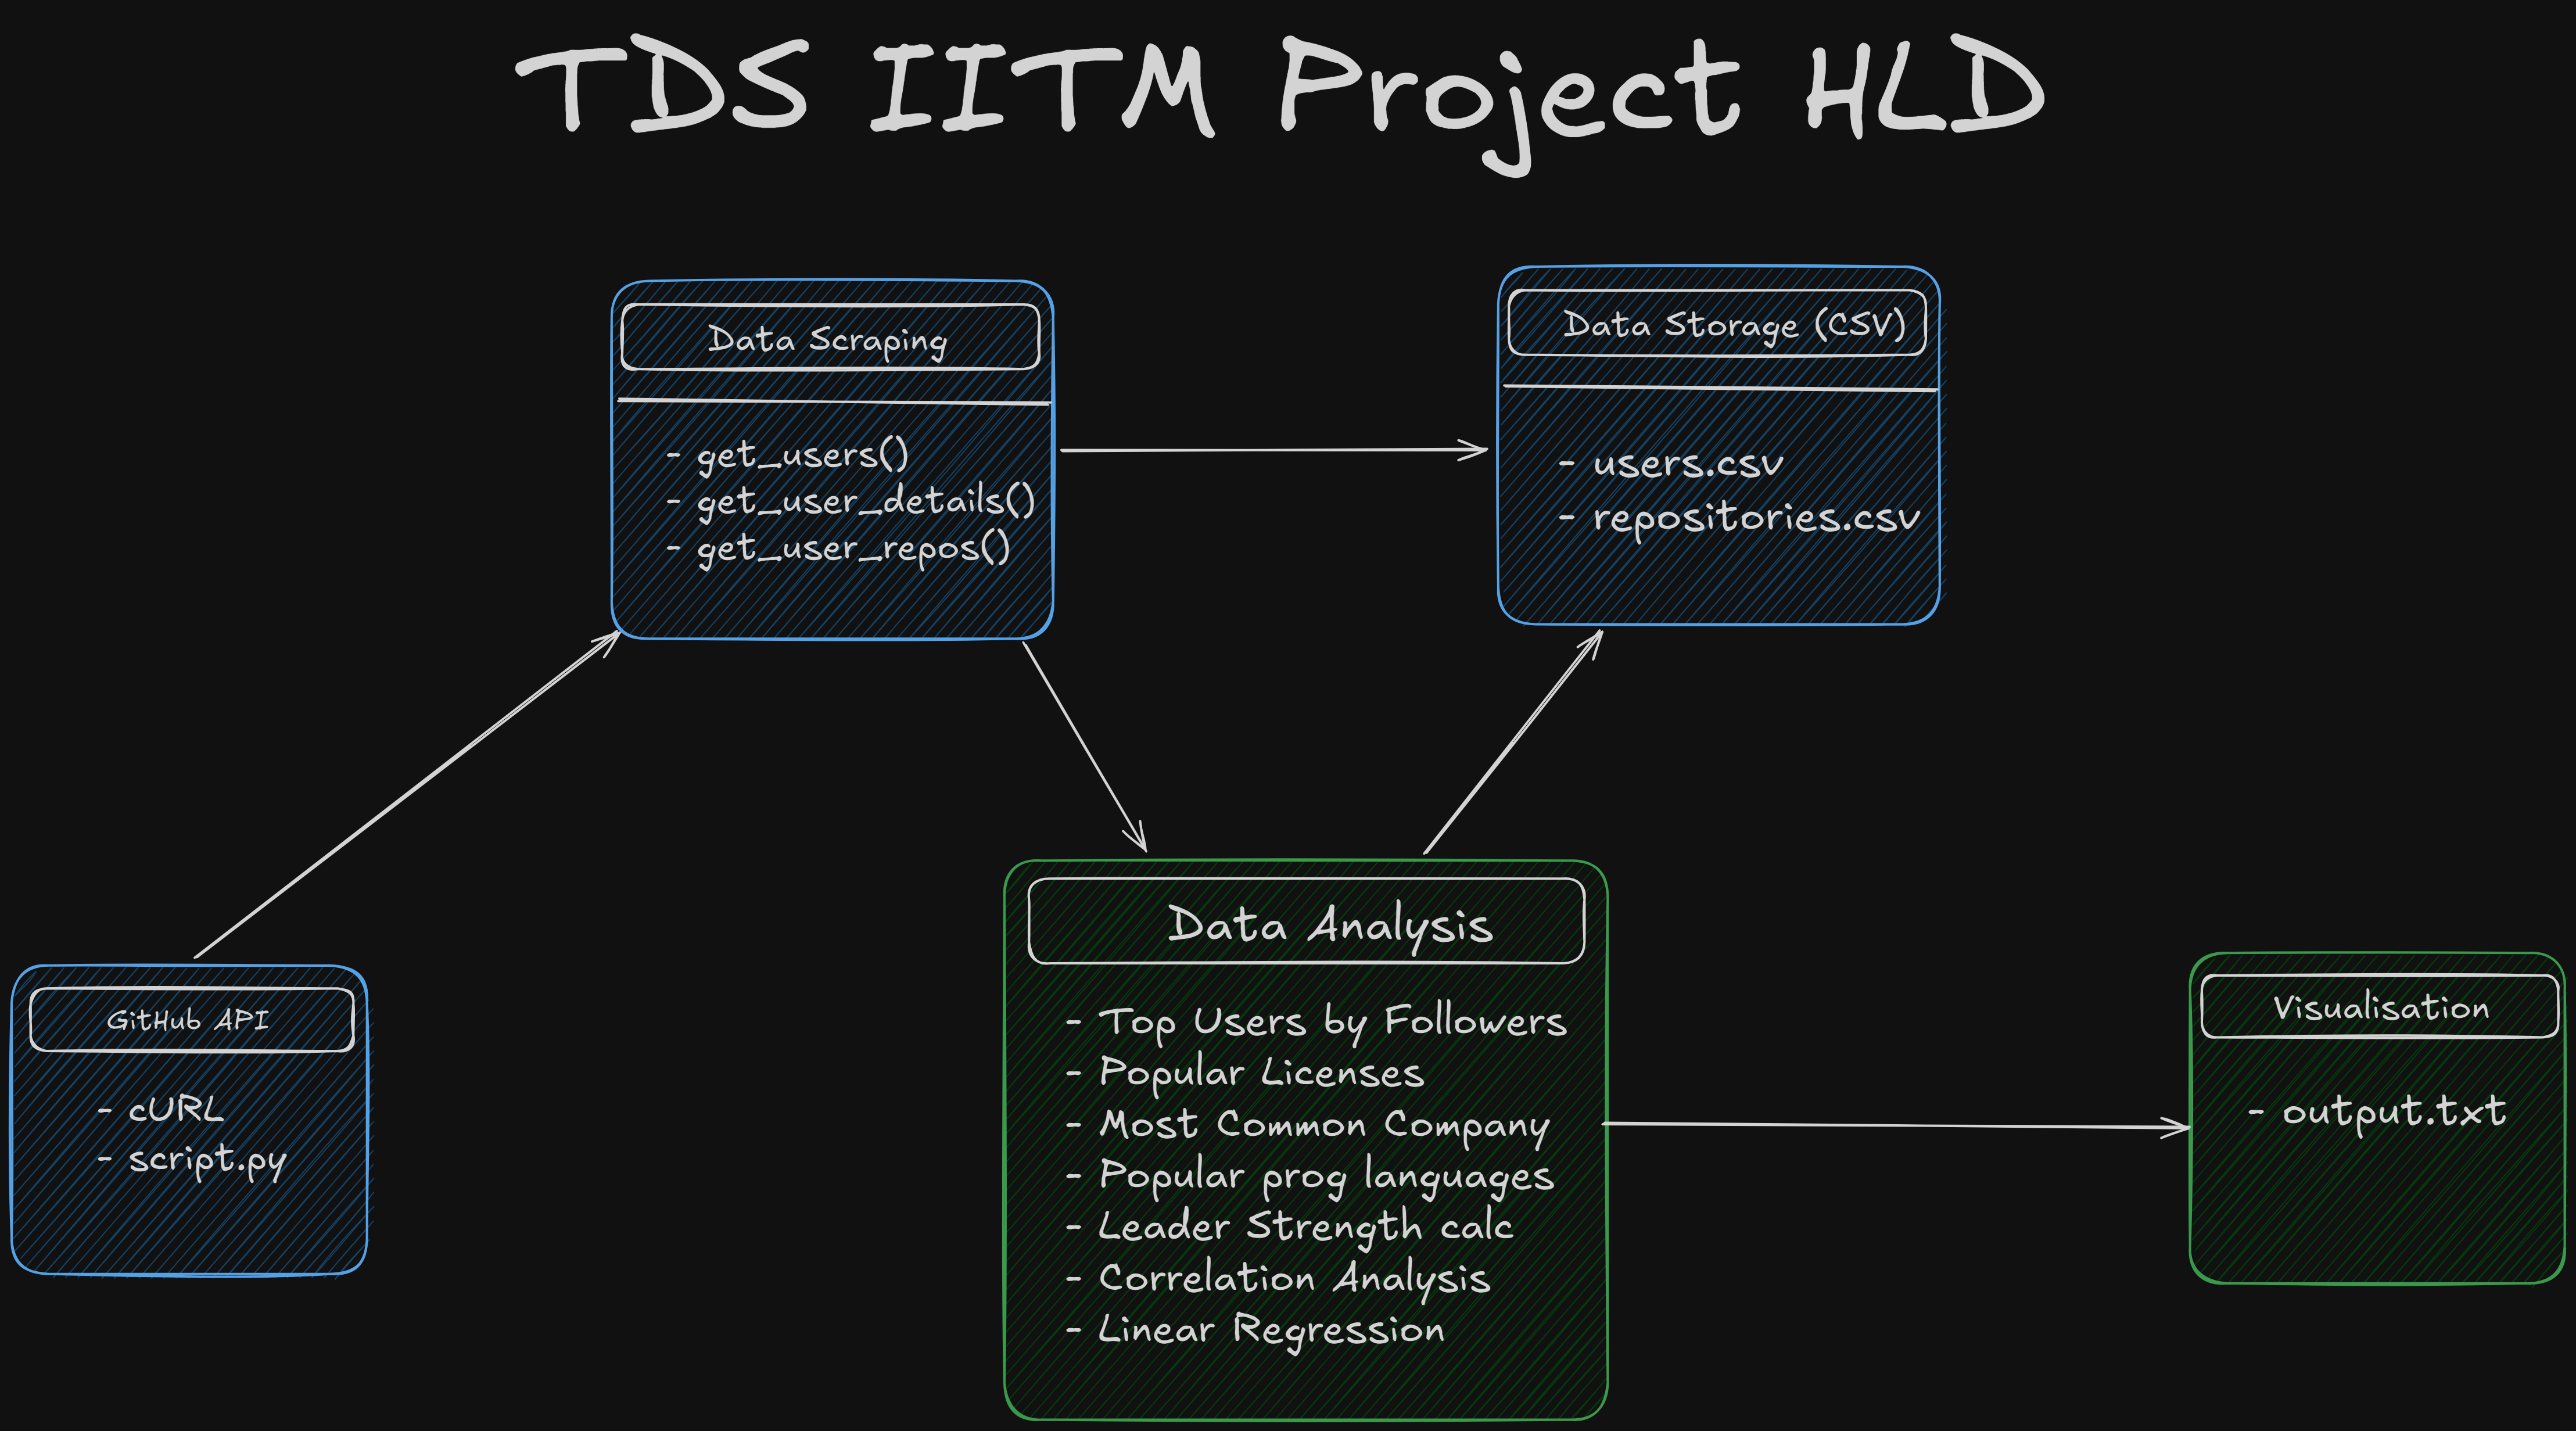 TDS IITM Project HLD
Data Scraping
- get_users()
- get_user_details()
- get_user_repos()
Data Storage (CSV)
- users.csv
- repositories.csv
GitHub API
- cURL
- script.py
Data Analysis
- Top Users by Followers
- Popular Licenses
- Most Common Company
- Popular prog languages
- Leader Strength calc
- Correlation Analysis
- Linear Regression
Visualisation
- output.txt